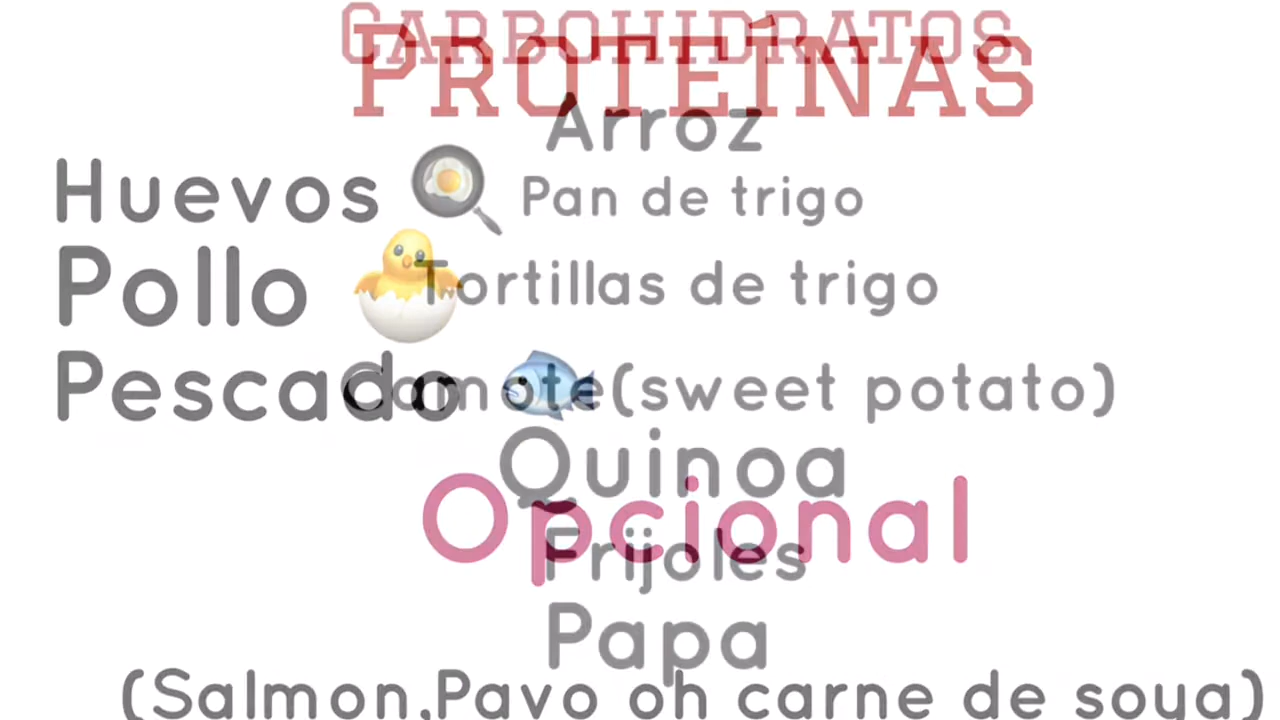 Carbohidratos
Proteínas
Arroz
Huevos
Pan de trigo
Pollo
Tortillas de trigo
Pescado
Camote(sweet potato)
Quinoa
Opcional
Frijoles
Papa
(Salmon,Pavo oh carne de soya)